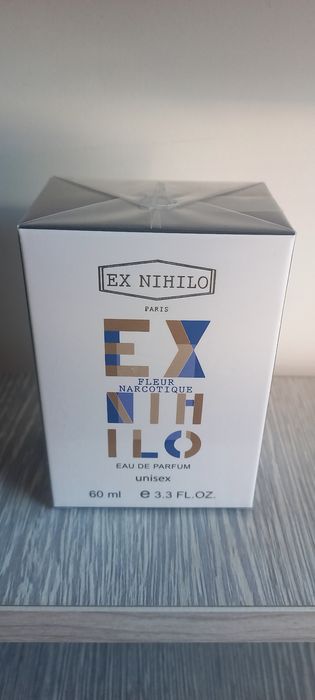 EX NIHILO
PARIS
EX
FLEUR
NARCOTIQUE
NIH
ILO
EAU DE PARFUM
unisex
60 ml e 3.3 FL.OZ.